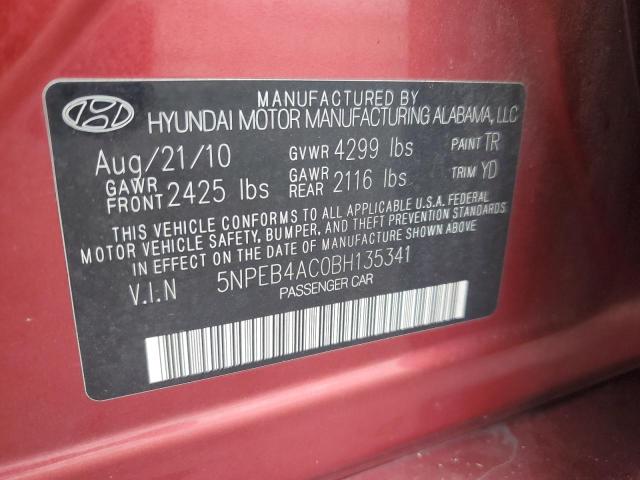 MANUFACTURED BY
HYUNDAI MOTOR MANUFACTURING ALABAMA, LLC
Aug/21/10 GVWR 4299 lbs PAINT TR
GAWR FRONT 2425 lbs GAWR REAR 2116 lbs TRIM YD
THIS VEHICLE CONFORMS TO ALL APPLICABLE U.S.A. FEDERAL
MOTOR VEHICLE SAFETY, BUMPER, AND THEFT PREVENTION STANDARDS
IN EFFECT ON THE DATE OF MANUFACTURE SHOWN ABOVE.
V.I.N 5NPEB4AC0BH135341
PASSENGER CAR